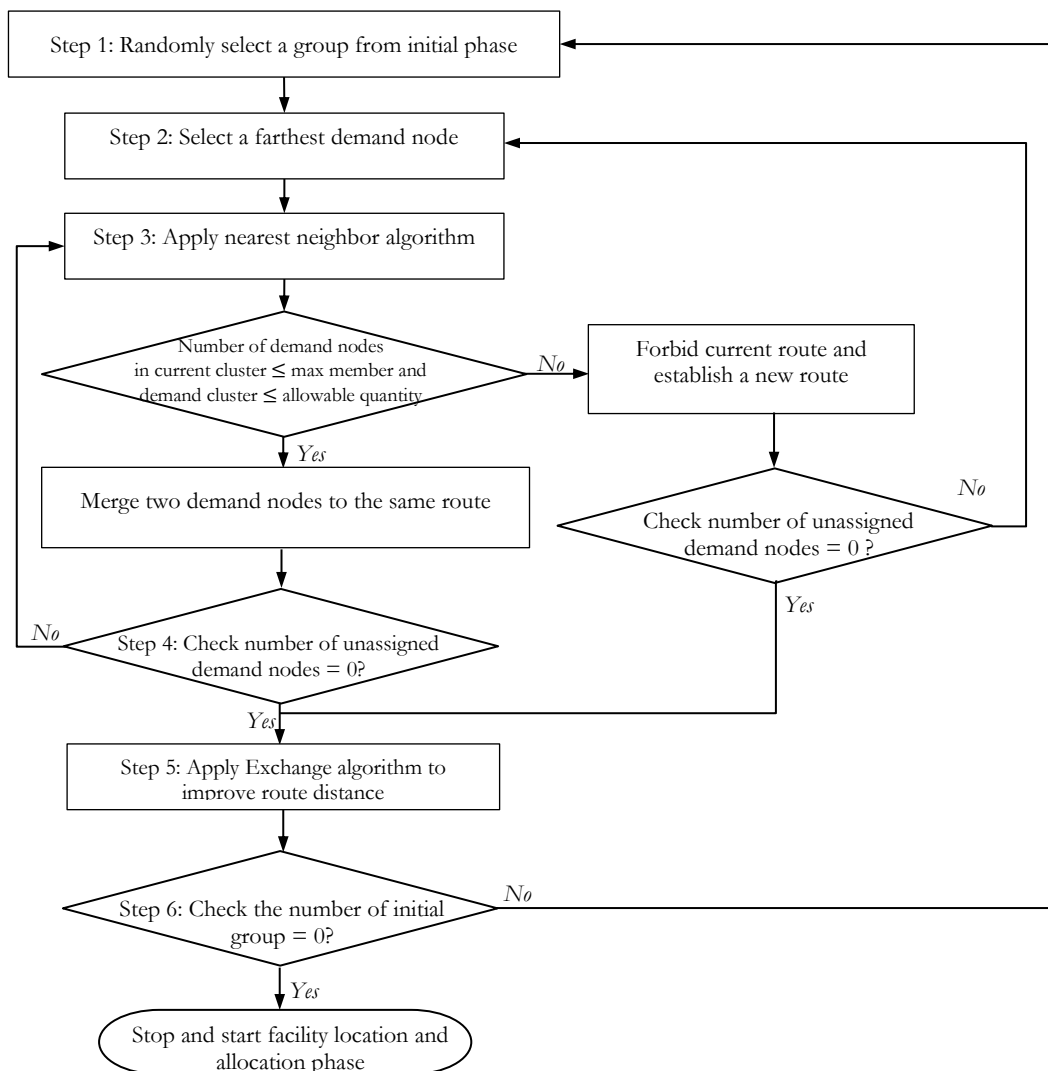 Step 1: Randomly select a group from initial phase
Step 2: Select a farthest demand node
Step 3: Apply nearest neighbor algorithm
Number of demand nodes
in current cluster ≤ max member and
demand cluster ≤ allowable quantity
No
Forbid current route and
establish a new route
Yes
Merge two demand nodes to the same route
No
Check number of unassigned
demand nodes = 0 ?
Yes
No
Step 4: Check number of unassigned
demand nodes = 0?
Yes
Step 5: Apply Exchange algorithm to
improve route distance
No
Step 6: Check the number of initial
group = 0?
Yes
Stop and start facility location and
allocation phase